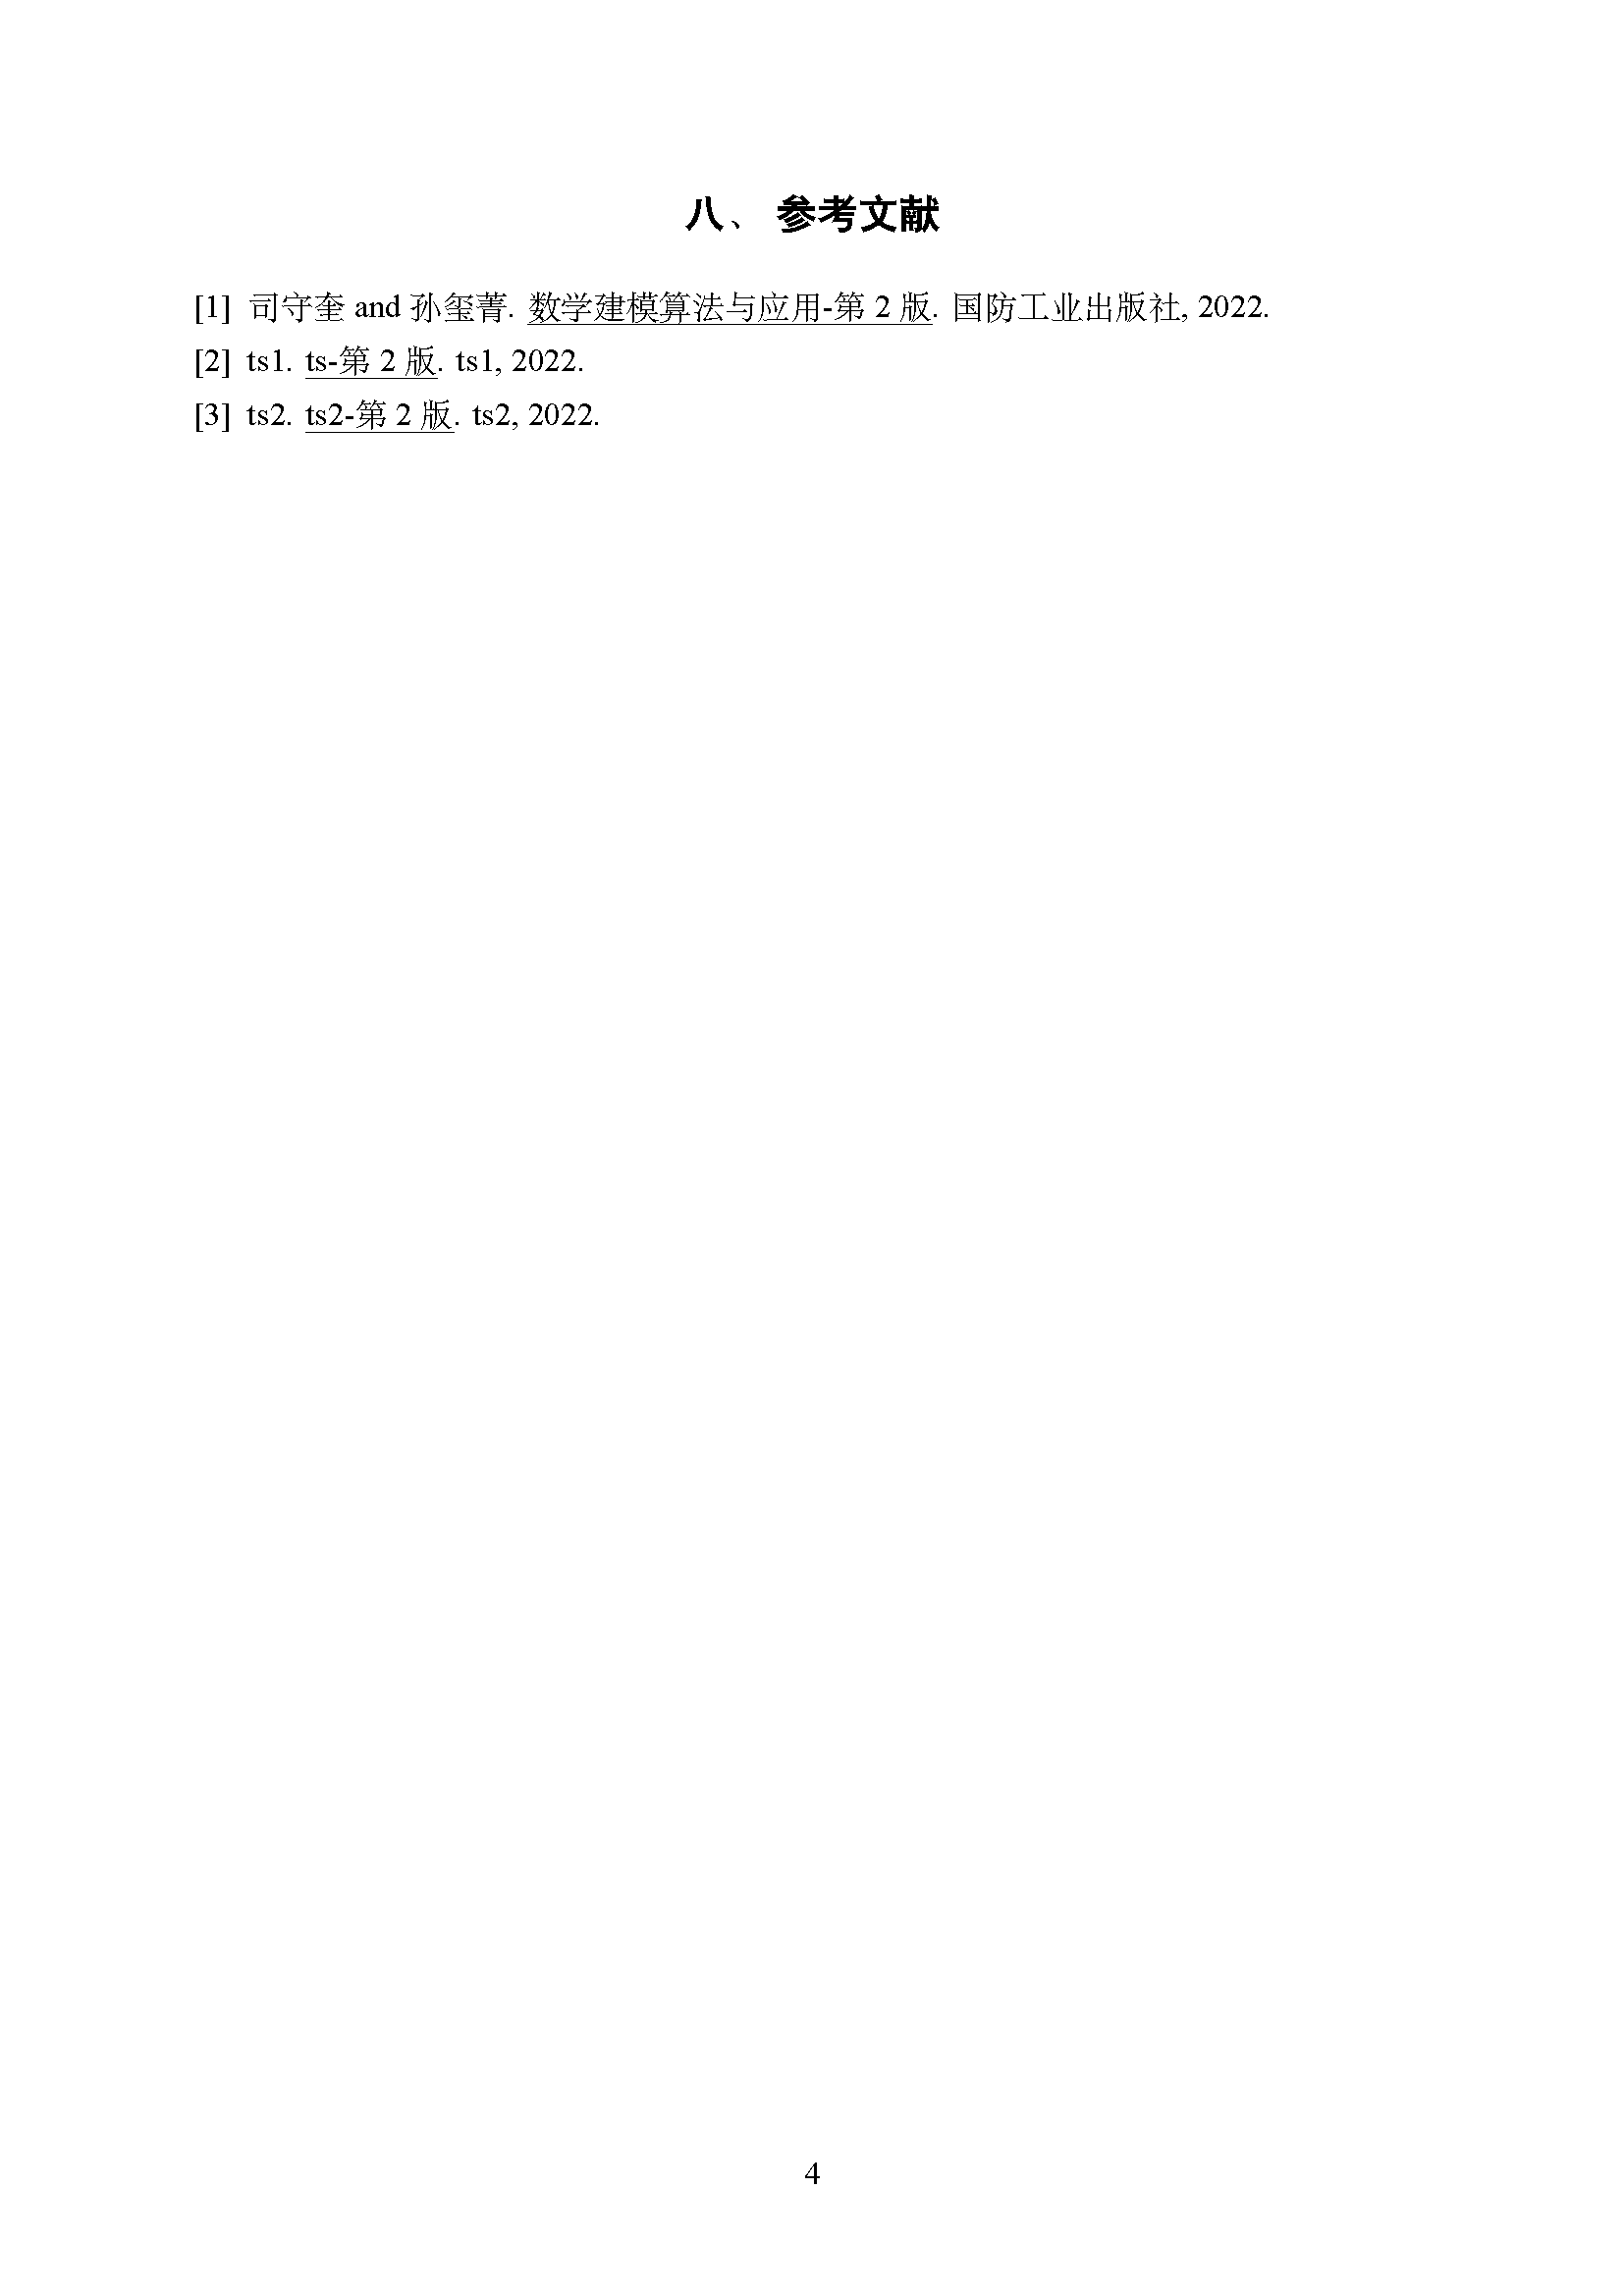 八、 参考文献
[1] 司守奎 and 孙玺菁. 数学建模算法与应用-第 2 版. 国防工业出版社, 2022.
[2] ts1. ts-第 2 版. ts1, 2022.
[3] ts2. ts2-第 2 版. ts2, 2022.
4